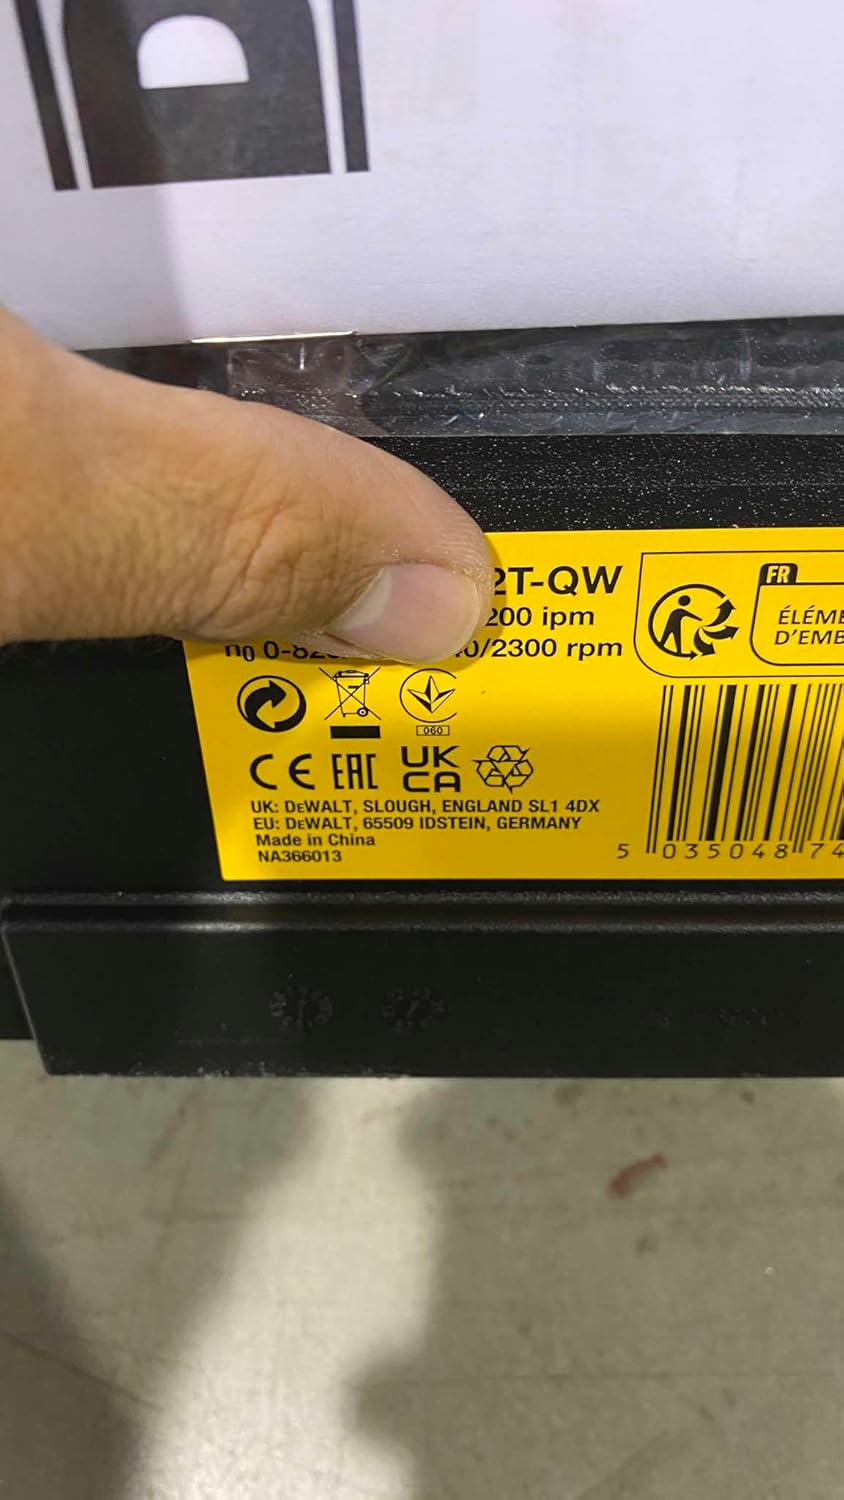 2T-QW
200 ipm
n0 0-82
0/2300 rpm
FR
ÉLÉME
D'EMB
060
CE EAC UK
CA
UK: DEWALT, SLOUGH, ENGLAND SL1 4DX
EU: DEWALT, 65509 IDSTEIN, GERMANY
Made in China
NA366013
5 035048 74